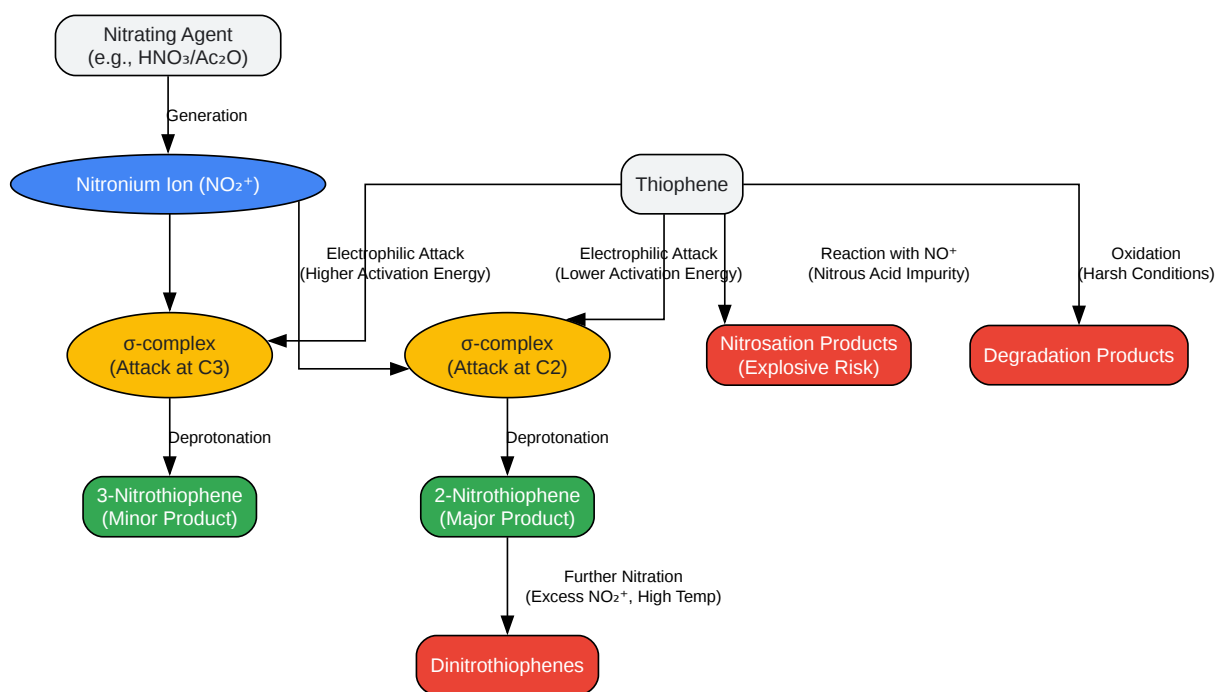 Nitrating Agent
(e.g., HNO₃/Ac₂O)
Generation
Nitronium Ion (NO₂⁺)
Thiophene
Electrophilic Attack
(Higher Activation Energy)
Electrophilic Attack
(Lower Activation Energy)
Reaction with NO⁺
(Nitrous Acid Impurity)
Oxidation
(Harsh Conditions)
σ-complex
(Attack at C3)
σ-complex
(Attack at C2)
Nitrosation Products
(Explosive Risk)
Degradation Products
Deprotonation
Deprotonation
3-Nitrothiophene
(Minor Product)
2-Nitrothiophene
(Major Product)
Further Nitration
(Excess NO₂⁺, High Temp)
Dinitrothiophenes